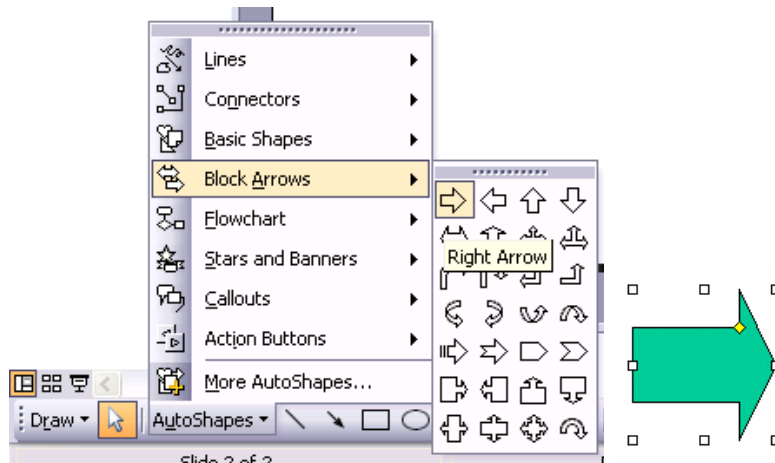 Lines
Connectors
Basic Shapes
Block Arrows
Flowchart
Stars and Banners
Callouts
Action Buttons
More AutoShapes...
Right Arrow
Draw
AutoShapes
Slide 2 of 2